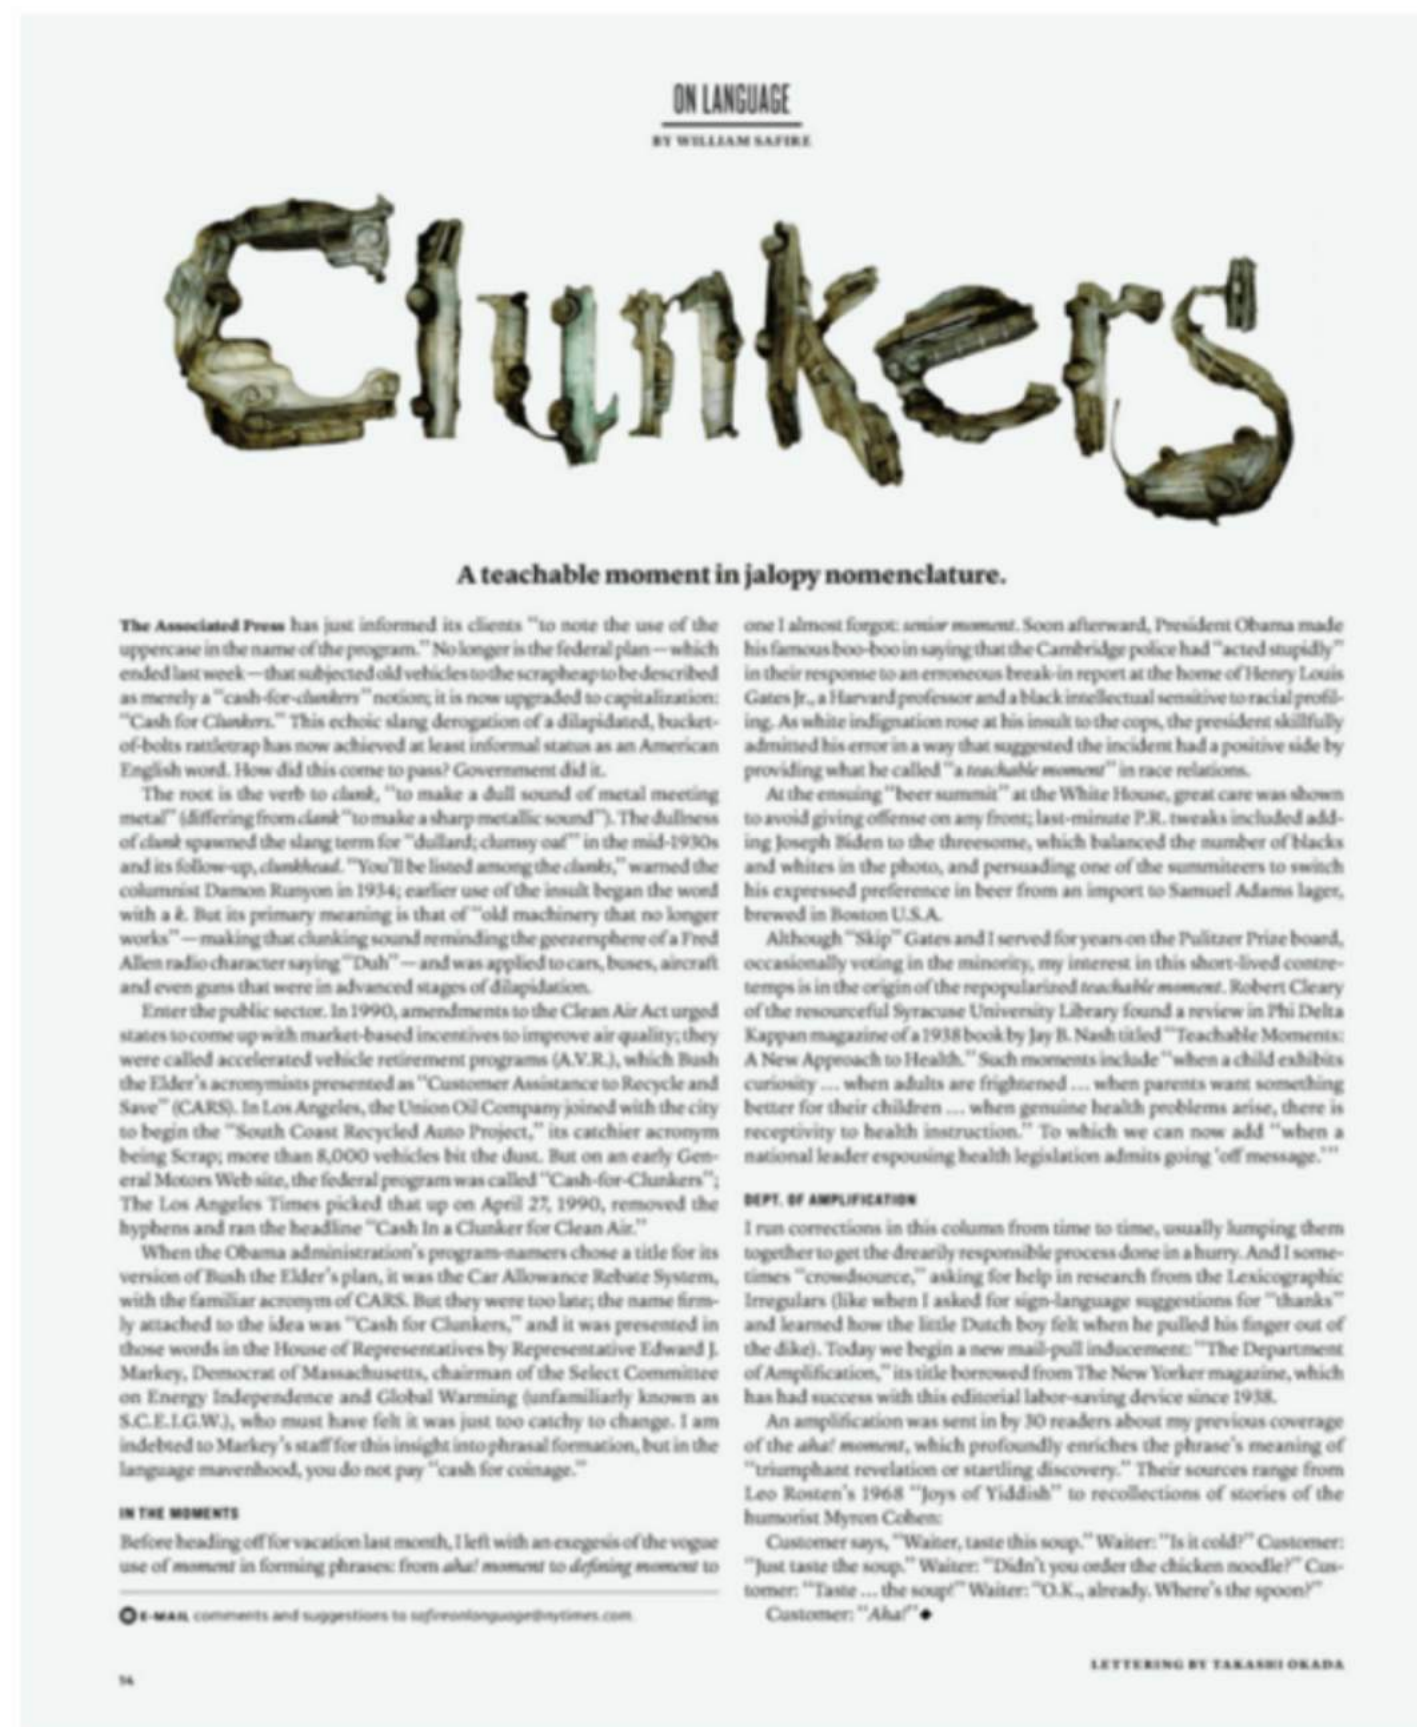 ON LANGUAGE
BY WILLIAM SAFIRE
Clunkers
A teachable moment in jalopy nomenclature.
The Associated Press has just informed its clients "to note the use of the
uppercase in the name of the program." No longer is the federal plan — which
ended last week — that subjected old vehicles to the scrapheap to be described
as merely a "cash-for-clunkers" notion; it is now upgraded to capitalization:
"Cash for Clunkers." This echoic slang derogation of a dilapidated, bucket-
of-bolts rattletrap has now achieved at least informal status as an American
English word. How did this come to pass? Government did it.
The root is the verb to clunk, "to make a dull sound of metal meeting
metal" (differing from clank "to make a sharp metallic sound"). The dullness
of clunk spawned the slang term for "dullard; clumsy oaf" in the mid-1930s
and its follow-up, clunkhead. "You'll be listed among the clunks," warned the
columnist Damon Runyon in 1934; earlier use of the insult began the word
with a k. But its primary meaning is that of "old machinery that no longer
works" — making that clunking sound reminding the geezersphere of a Fred
Allen radio character saying "Duh" — and was applied to cars, buses, aircraft
and even guns that were in advanced stages of dilapidation.
Enter the public sector. In 1990, amendments to the Clean Air Act urged
states to come up with market-based incentives to improve air quality; they
were called accelerated vehicle retirement programs (A.V.R.), which Bush
the Elder's acronymists presented as "Customer Assistance to Recycle and
Save" (CARS). In Los Angeles, the Union Oil Company joined with the city
to begin the "South Coast Recycled Auto Project," its catchier acronym
being Scrap; more than 8,000 vehicles bit the dust. But on an early Gen-
eral Motors Web site, the federal program was called "Cash-for-Clunkers";
The Los Angeles Times picked that up on April 27, 1990, removed the
hyphens and ran the headline "Cash In a Clunker for Clean Air."
When the Obama administration's program-namers chose a title for its
version of Bush the Elder's plan, it was the Car Allowance Rebate System,
with the familiar acronym of CARS. But they were too late; the name firm-
ly attached to the idea was "Cash for Clunkers," and it was presented in
those words in the House of Representatives by Representative Edward J.
Markey, Democrat of Massachusetts, chairman of the Select Committee
on Energy Independence and Global Warming (unfamiliarly known as
S.C.E.I.G.W.), who must have felt it was just too catchy to change. I am
indebted to Markey's staff for this insight into phrasal formation, but in the
language mavenhood, you do not pay "cash for coinage."
IN THE MOMENTS
Before heading off for vacation last month, I left with an exegesis of the vogue
use of moment in forming phrases: from aha! moment to defining moment to
E-MAIL comments and suggestions to safireonlanguage@nytimes.com.
one I almost forgot: senior moment. Soon afterward, President Obama made
his famous boo-boo in saying that the Cambridge police had "acted stupidly"
in their response to an erroneous break-in report at the home of Henry Louis
Gates Jr., a Harvard professor and a black intellectual sensitive to racial profil-
ing. As white indignation rose at his insult to the cops, the president skillfully
admitted his error in a way that suggested the incident had a positive side by
providing what he called "a teachable moment" in race relations.
At the ensuing "beer summit" at the White House, great care was shown
to avoid giving offense on any front; last-minute P.R. tweaks included add-
ing Joseph Biden to the threesome, which balanced the number of blacks
and whites in the photo, and persuading one of the summiteers to switch
his expressed preference in beer from an import to Samuel Adams lager,
brewed in Boston U.S.A.
Although "Skip" Gates and I served for years on the Pulitzer Prize board,
occasionally voting in the minority, my interest in this short-lived contre-
temps is in the origin of the repopularized teachable moment. Robert Cleary
of the resourceful Syracuse University Library found a review in Phi Delta
Kappan magazine of a 1938 book by Jay B. Nash titled "Teachable Moments:
A New Approach to Health." Such moments include "when a child exhibits
curiosity ... when adults are frightened ... when parents want something
better for their children ... when genuine health problems arise, there is
receptivity to health instruction." To which we can now add "when a
national leader espousing health legislation admits going 'off message.'"
DEPT. OF AMPLIFICATION
I run corrections in this column from time to time, usually lumping them
together to get the drearily responsible process done in a hurry. And I some-
times "crowdsource," asking for help in research from the Lexicographic
Irregulars (like when I asked for sign-language suggestions for "thanks"
and learned how the little Dutch boy felt when he pulled his finger out of
the dike). Today we begin a new mail-pull inducement: "The Department
of Amplification," its title borrowed from The New Yorker magazine, which
has had success with this editorial labor-saving device since 1938.
An amplification was sent in by 30 readers about my previous coverage
of the aha! moment, which profoundly enriches the phrase's meaning of
"triumphant revelation or startling discovery." Their sources range from
Leo Rosten's 1968 "Joys of Yiddish" to recollections of stories of the
humorist Myron Cohen:
Customer says, "Waiter, taste this soup." Waiter: "Is it cold?" Customer:
"Just taste the soup." Waiter: "Didn't you order the chicken noodle?" Cus-
tomer: "Taste ... the soup!" Waiter: "O.K., already. Where's the spoon?"
Customer: "Aha!"
LETTERING BY TAKASHI OKADA